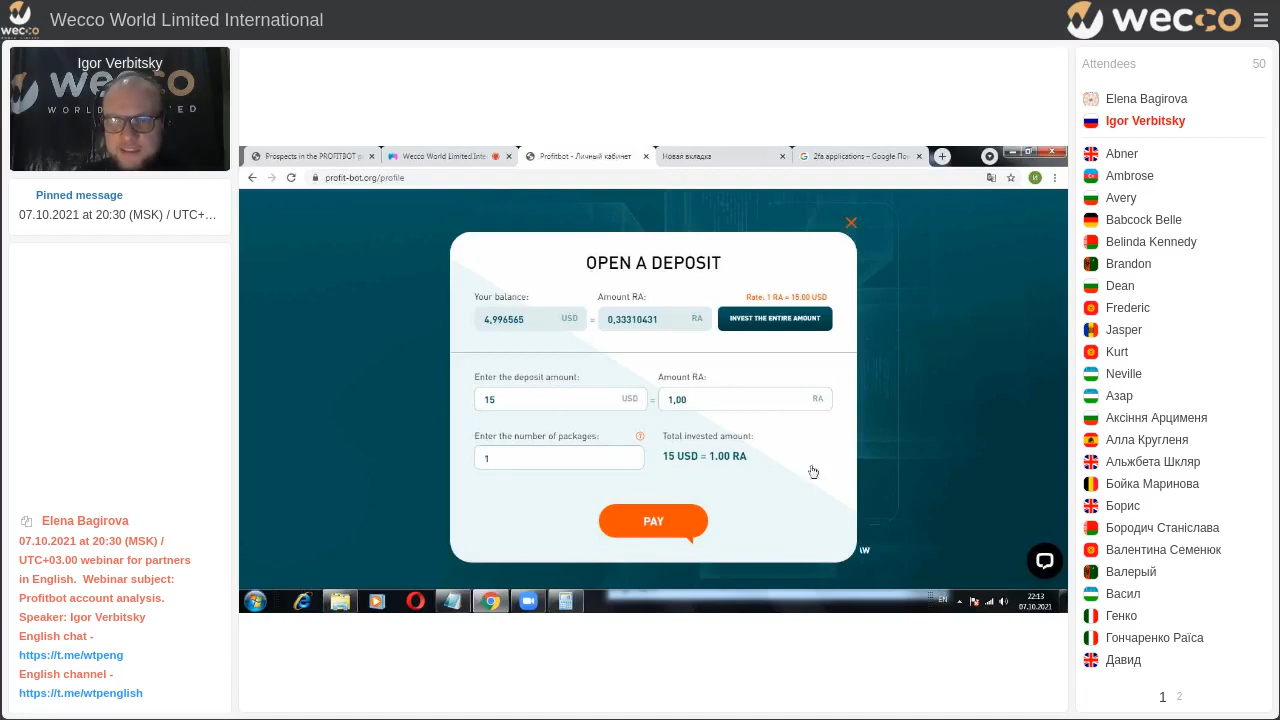 Wecco World Limited International
wecco
Igor Verbitsky
Pinned message
07.10.2021 at 20:30 (MSK) / UTC+…
Elena Bagirova
07.10.2021 at 20:30 (MSK) /
UTC+03.00 webinar for partners
in English. Webinar subject:
Profitbot account analysis.
Speaker: Igor Verbitsky
English chat -
https://t.me/wtpeng
English channel -
https://t.me/wtpenglish
Prospects in the PROFITBOT
Wecco World Limited Inte
Profitbot - Личный кабинет
Новая вкладка
2fa applications – Google По
profit-bot.org/profile
OPEN A DEPOSIT
Your balance:
Amount RA:
Rate: 1 RA = 15.00 USD
4,996565 USD = 0,33310431 RA
INVEST THE ENTIRE AMOUNT
Enter the deposit amount:
Amount RA:
15 USD = 1,00 RA
Enter the number of packages:
Total invested amount:
1
15 USD = 1.00 RA
PAY
EN
22:13
07.10.2021
Attendees 50
Elena Bagirova
Igor Verbitsky
Abner
Ambrose
Avery
Babcock Belle
Belinda Kennedy
Brandon
Dean
Frederic
Jasper
Kurt
Neville
Азар
Аксіння Арцименя
Алла Кругленя
Альжбета Шкляр
Бойка Маринова
Борис
Бородич Станіслава
Валентина Семенюк
Валерый
Васил
Генко
Гончаренко Раїса
Давид
1 2